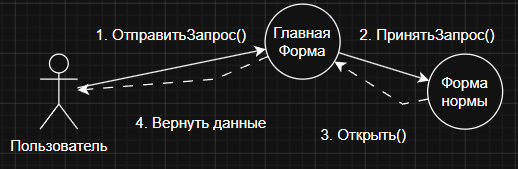 1. ОтправитьЗапрос()
Главная
Форма
2. ПринятьЗапрос()
Форма
нормы
3. Открыть()
4. Вернуть данные
Пользователь